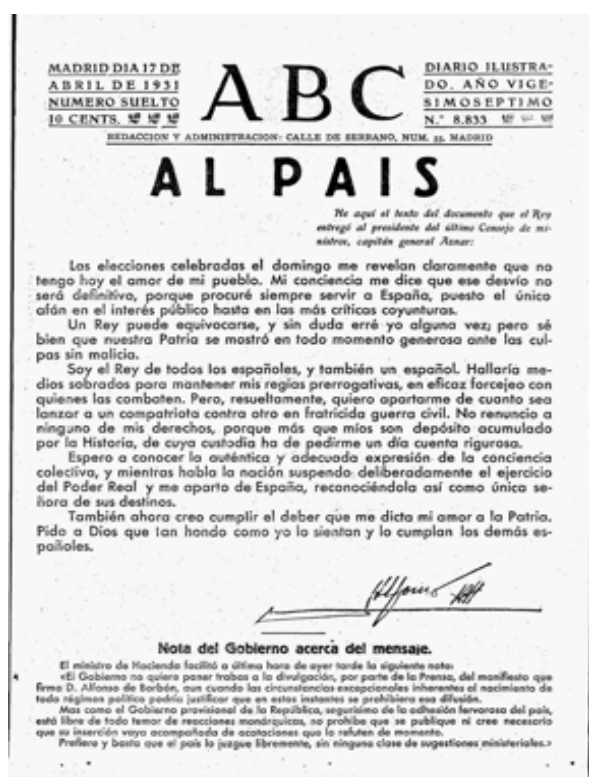 MADRID DIA 17 DE
ABRIL DE 1931
NUMERO SUELTO
10 CENTS.
ABC
DIARIO ILUSTRA-
DO. AÑO VIGE-
SIMOSEPTIMO
N.º 8.833
REDACCION Y ADMINISTRACION: CALLE DE SERRANO, NUM. 55, MADRID
AL PAIS
He aquí el texto del documento que el Rey
entregó al presidente del último Consejo de mi-
nistros, capitán general Aznar:
Las elecciones celebradas el domingo me revelan claramente que no
tengo hoy el amor de mi pueblo. Mi conciencia me dice que ese desvío no
será definitivo, porque procuré siempre servir a España, puesto el único
afán en el interés público hasta en las más críticas coyunturas.
Un Rey puede equivocarse, y sin duda erré yo alguna vez; pero sé
bien que nuestra Patria se mostró en todo momento generosa ante las cul-
pas sin malicia.
Soy el Rey de todos los españoles, y también un español. Hallaría me-
dios sobrados para mantener mis regias prerrogativas, en eficaz forcejeo con
quienes las combaten. Pero, resueltamente, quiero apartarme de cuanto sea
lanzar a un compatriota contra otro en fratricida guerra civil. No renuncio a
ninguno de mis derechos, porque más que míos son depósito acumulado
por la Historia, de cuya custodia ha de pedirme un día cuenta rigurosa.
Espero a conocer la auténtica y adecuada expresión de la conciencia
colectiva, y mientras habla la nación suspendo deliberadamente el ejercicio
del Poder Real y me aparto de España, reconociéndola así como única se-
ñora de sus destinos.
También ahora creo cumplir el deber que me dicta mi amor a la Patria.
Pido a Dios que tan hondo como yo lo sientan y lo cumplan los demás es-
pañoles.
Alfonso
Nota del Gobierno acerca del mensaje.
El ministro de Hacienda facilitó a última hora de ayer tarde la siguiente nota:
«El Gobierno no quiere poner trabas a la divulgación, por parte de la Prensa, del manifiesto que
firma D. Alfonso de Borbón, aun cuando las circunstancias excepcionales inherentes al nacimiento de
todo régimen político podría justificar que en estos instantes se prohibiera esa difusión.
Mas como el Gobierno provisional de la República, segurísimo de la adhesión fervorosa del país,
está libre de todo temor de reacciones monárquicas, no prohibe que se publique ni cree necesario
que su inserción vaya acompañada de acotaciones que la refuten de momento.
Prefiere y basta que el país lo juzgue libremente, sin ninguna clase de sugestiones ministeriales.»